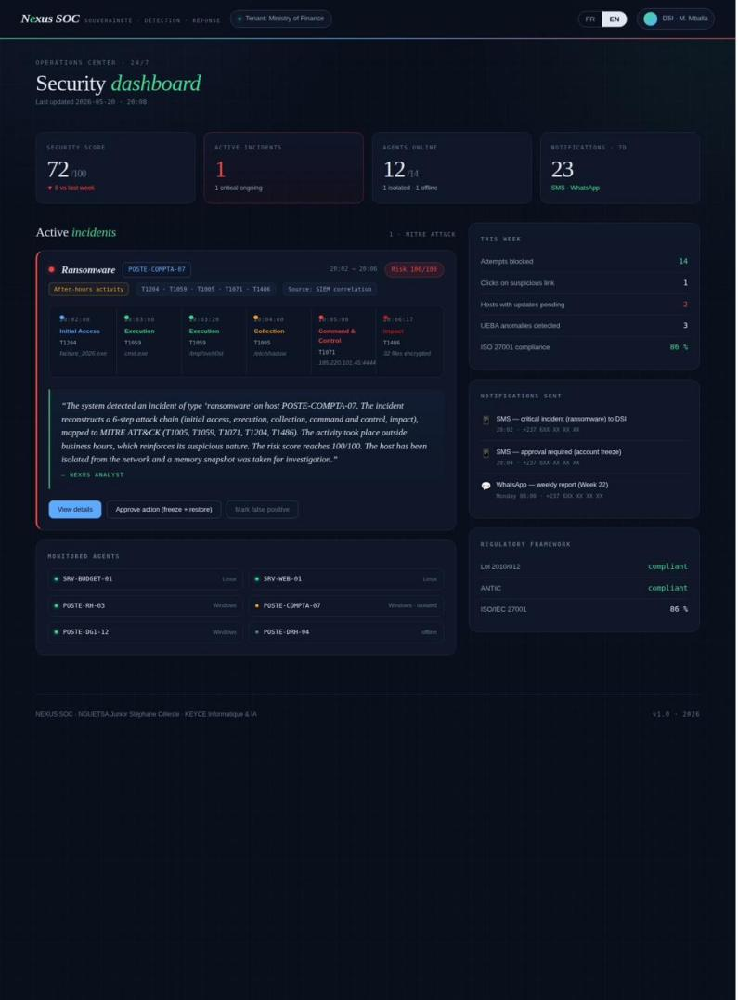 Nexus SOC SOUVERAINETÉ · DÉTECTION · RÉPONSE Tenant: Ministry of Finance FR EN DSI · M. Mballa
OPERATIONS CENTER · 24/7
Security dashboard
Last updated 2026-05-20 · 20:08
SECURITY SCORE
72 /100
▼ 8 vs last week
ACTIVE INCIDENTS
1
1 critical ongoing
AGENTS ONLINE
12 /14
1 isolated · 1 offline
NOTIFICATIONS · 7D
23
SMS · WhatsApp
Active incidents
1 · MITRE ATT&CK
Ransomware POSTE-COMPTA-07 20:02 → 20:06 Risk 100/100
After-hours activity T1204 · T1059 · T1005 · T1071 · T1486 Source: SIEM correlation
20:02:00
Initial Access
T1204
facture_2026.exe
20:03:00
Execution
T1059
cmd.exe
20:03:20
Execution
T1059
/tmp/svchost
20:04:00
Collection
T1005
/etc/shadow
20:05:00
Command &
Control
T1071
185.220.101.45:4444
20:06:17
Impact
T1486
32 files encrypted
“The system detected an incident of type ‘ransomware’ on host POSTE-COMPTA-07. The incident
reconstructs a 6-step attack chain (initial access, execution, collection, command and control, impact),
mapped to MITRE ATT&CK (T1005, T1059, T1071, T1204, T1486). The activity took place outside
business hours, which reinforces its suspicious nature. The risk score reaches 100/100. The host has been
isolated from the network and a memory snapshot was taken for investigation.”
— NEXUS ANALYST
View details Approve action (freeze + restore) Mark false positive
MONITORED AGENTS
SRV-BUDGET-01 Linux
SRV-WEB-01 Linux
POSTE-RH-03 Windows
POSTE-COMPTA-07 Windows · isolated
POSTE-DGI-12 Windows
POSTE-DRH-04 offline
THIS WEEK
Attempts blocked 14
Clicks on suspicious link 1
Hosts with updates pending 2
UEBA anomalies detected 3
ISO 27001 compliance 86 %
NOTIFICATIONS SENT
SMS — critical incident (ransomware) to DSI
20:02 · +237 6XX XX XX XX
SMS — approval required (account freeze)
20:04 · +237 6XX XX XX XX
WhatsApp — weekly report (Week 22)
Monday 08:00 · +237 6XX XX XX XX
REGULATORY FRAMEWORK
Loi 2010/012 compliant
ANTIC compliant
ISO/IEC 27001 86 %
NEXUS SOC · NGUETSA Junior Stéphane Céleste · KEYCE Informatique & IA
v1.0 · 2026